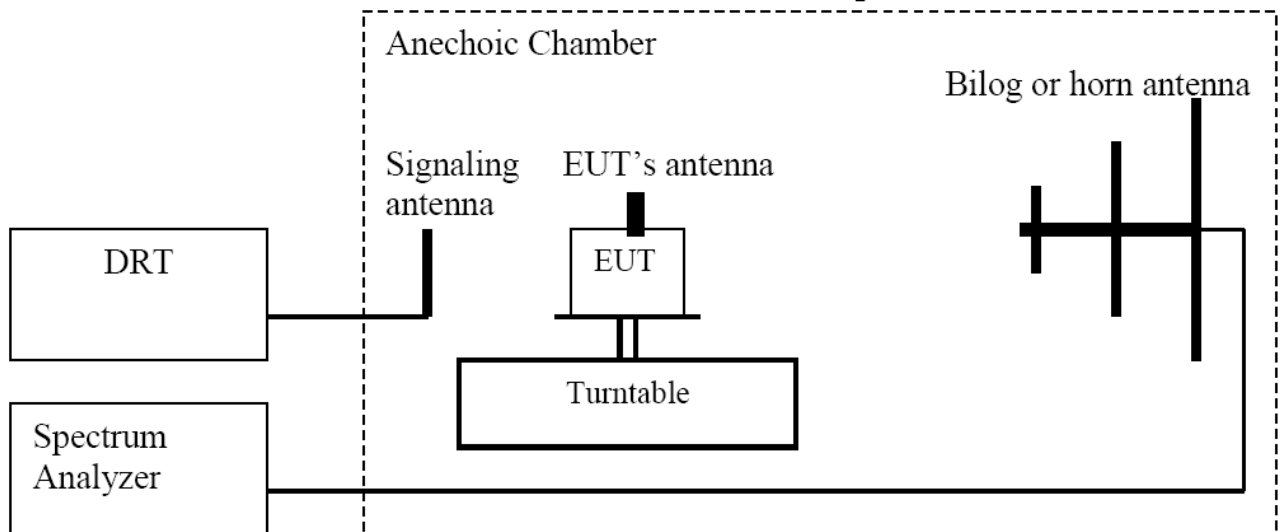 Anechoic Chamber
Bilog or horn antenna
Signaling
antenna
EUT’s antenna
DRT
EUT
Turntable
Spectrum
Analyzer